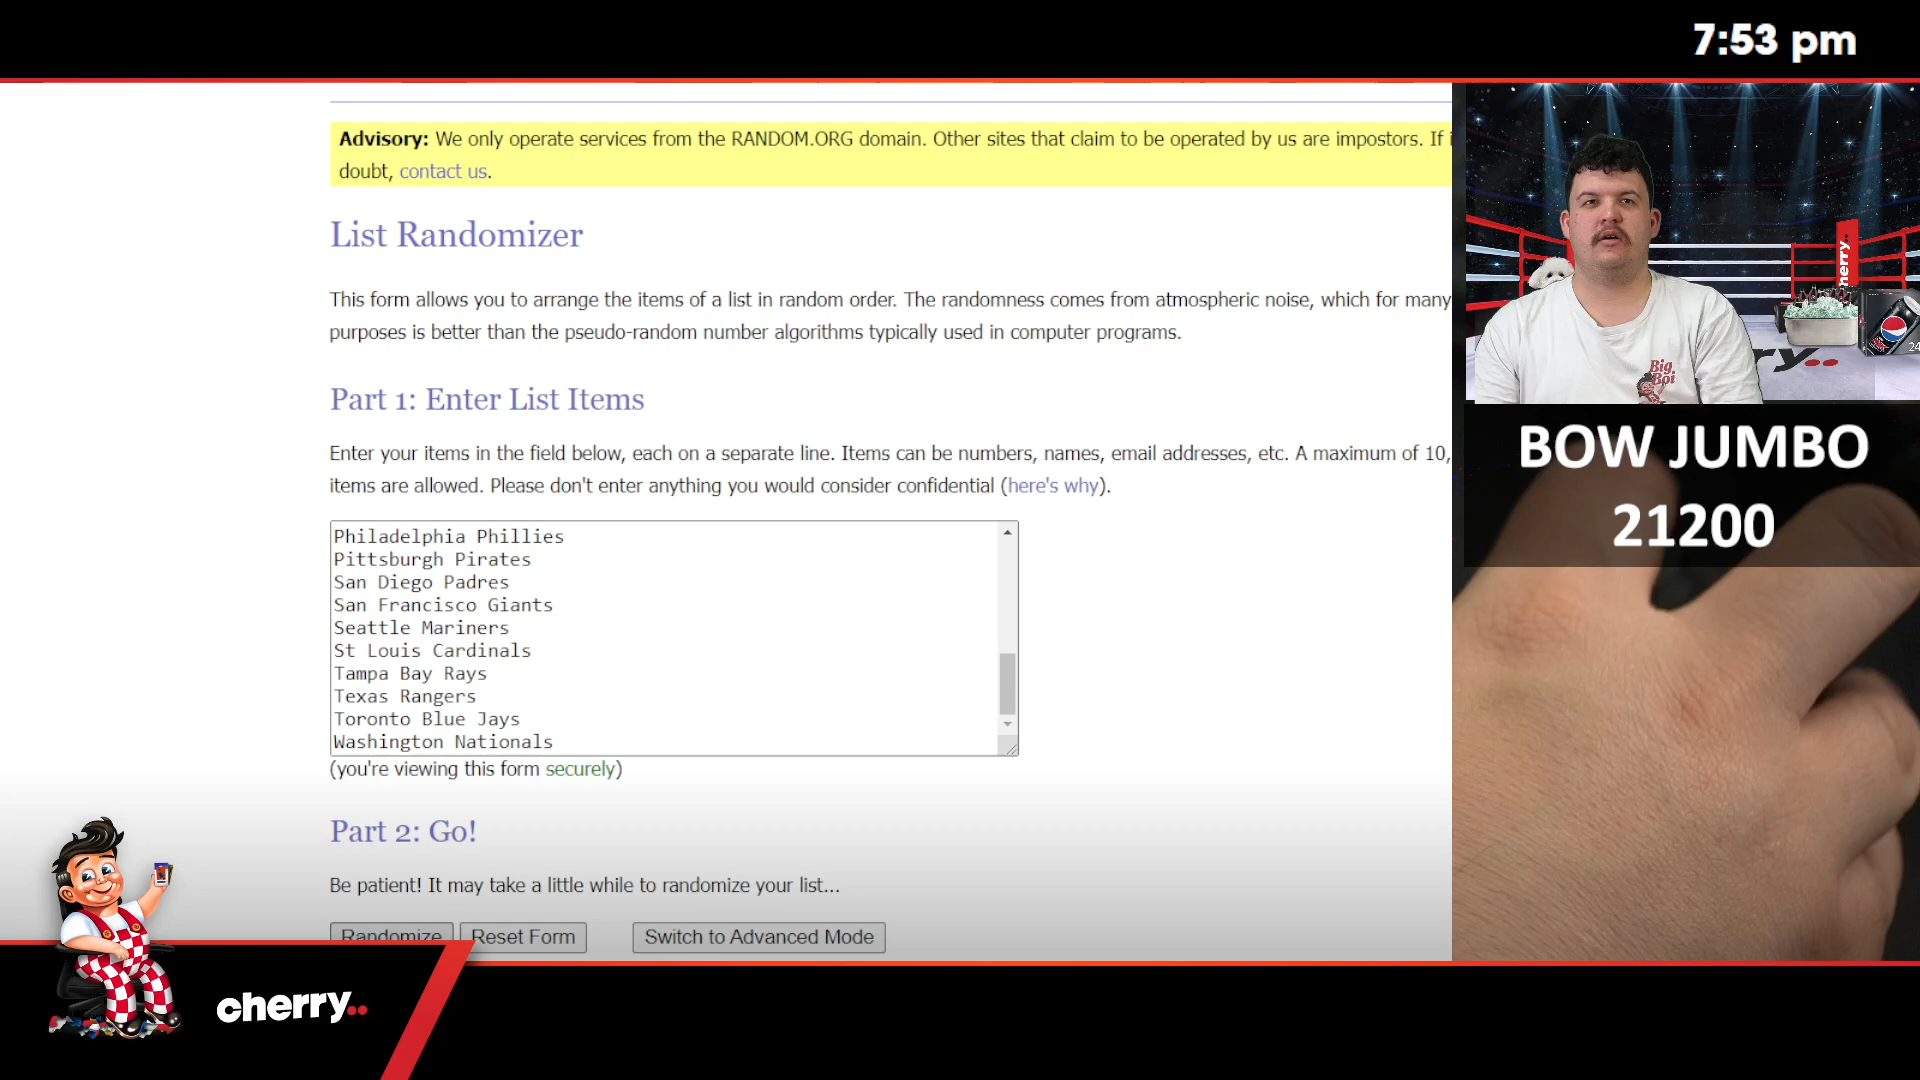 7:53 pm
Advisory: We only operate services from the RANDOM.ORG domain. Other sites that claim to be operated by us are impostors. If
doubt, contact us.
List Randomizer
This form allows you to arrange the items of a list in random order. The randomness comes from atmospheric noise, which for many
purposes is better than the pseudo-random number algorithms typically used in computer programs.
Part 1: Enter List Items
Enter your items in the field below, each on a separate line. Items can be numbers, names, email addresses, etc. A maximum of 10,
items are allowed. Please don't enter anything you would consider confidential (here's why).
Philadelphia Phillies
Pittsburgh Pirates
San Diego Padres
San Francisco Giants
Seattle Mariners
St Louis Cardinals
Tampa Bay Rays
Texas Rangers
Toronto Blue Jays
Washington Nationals
(you're viewing this form securely)
Part 2: Go!
Be patient! It may take a little while to randomize your list...
Randomize Reset Form Switch to Advanced Mode
herry..
Big
Boi
ry..
24
BOW JUMBO
21200
cherry..